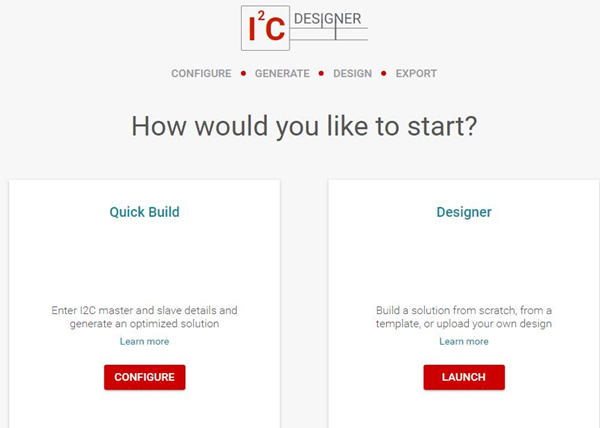 I2C DESIGNER
CONFIGURE • GENERATE • DESIGN • EXPORT
How would you like to start?
Quick Build
Enter I2C master and slave details and
generate an optimized solution
Learn more
CONFIGURE
Designer
Build a solution from scratch, from a
template, or upload your own design
Learn more
LAUNCH